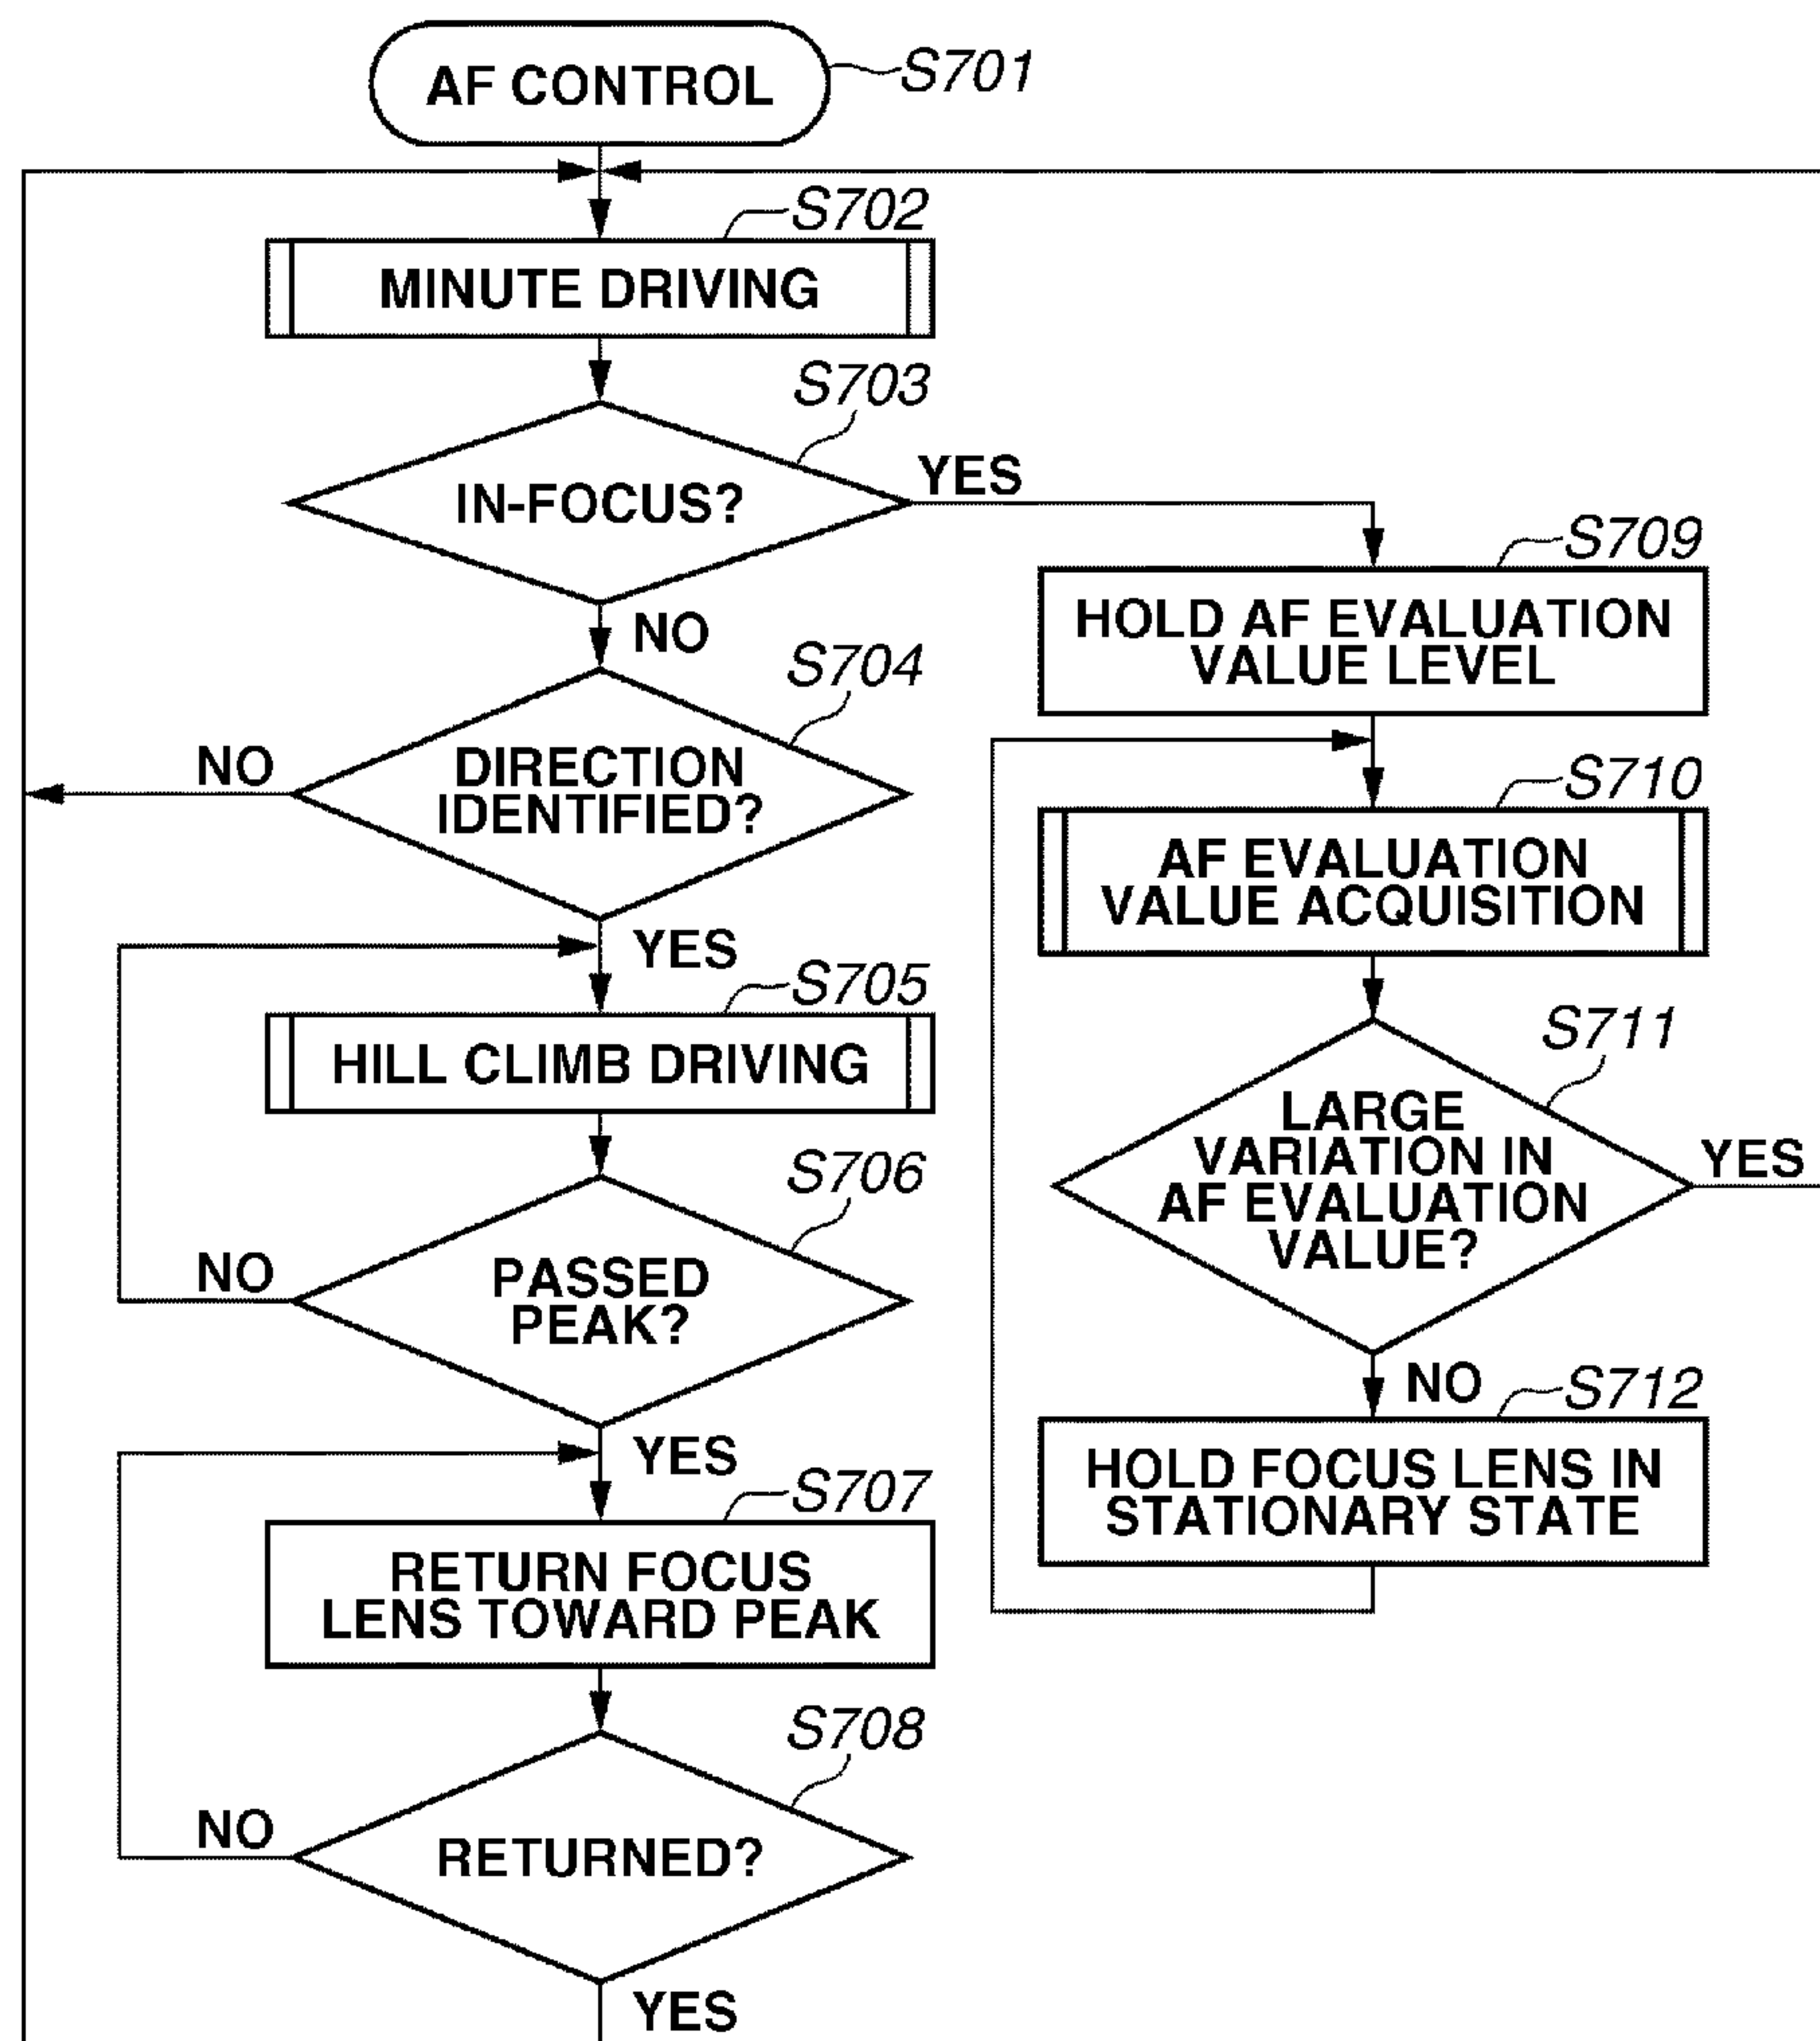 AF CONTROL
S701
S702
MINUTE DRIVING
S703
IN-FOCUS?
YES
NO
S704
DIRECTION
IDENTIFIED?
NO
YES
S705
HILL CLIMB DRIVING
S706
PASSED
PEAK?
NO
YES
S707
RETURN FOCUS
LENS TOWARD PEAK
S708
RETURNED?
NO
YES
S709
HOLD AF EVALUATION
VALUE LEVEL
S710
AF EVALUATION
VALUE ACQUISITION
S711
LARGE
VARIATION IN
AF EVALUATION
VALUE?
YES
NO
S712
HOLD FOCUS LENS IN
STATIONARY STATE